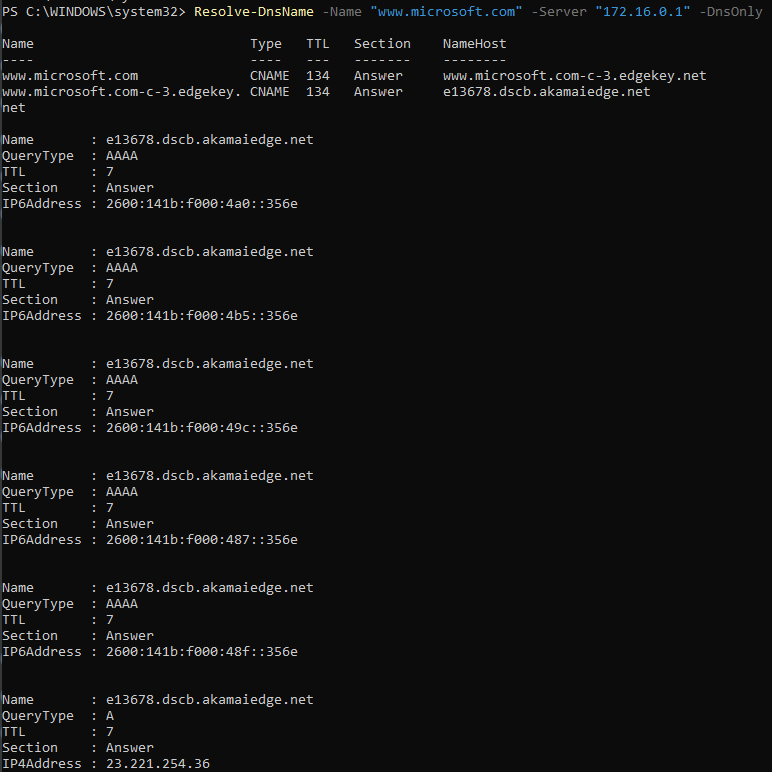 PS C:\WINDOWS\system32> Resolve-DnsName -Name "www.microsoft.com" -Server "172.16.0.1" -DnsOnly
Name                           Type   TTL   Section    NameHost
----                           ----   ---   -------    --------
www.microsoft.com              CNAME  134   Answer     www.microsoft.com-c-3.edgekey.net
www.microsoft.com-c-3.edgekey. CNAME  134   Answer     e13678.dscb.akamaiedge.net
net
Name       : e13678.dscb.akamaiedge.net
QueryType  : AAAA
TTL        : 7
Section    : Answer
IP6Address : 2600:141b:f000:4a0::356e
Name       : e13678.dscb.akamaiedge.net
QueryType  : AAAA
TTL        : 7
Section    : Answer
IP6Address : 2600:141b:f000:4b5::356e
Name       : e13678.dscb.akamaiedge.net
QueryType  : AAAA
TTL        : 7
Section    : Answer
IP6Address : 2600:141b:f000:49c::356e
Name       : e13678.dscb.akamaiedge.net
QueryType  : AAAA
TTL        : 7
Section    : Answer
IP6Address : 2600:141b:f000:487::356e
Name       : e13678.dscb.akamaiedge.net
QueryType  : AAAA
TTL        : 7
Section    : Answer
IP6Address : 2600:141b:f000:48f::356e
Name       : e13678.dscb.akamaiedge.net
QueryType  : A
TTL        : 7
Section    : Answer
IP4Address : 23.221.254.36